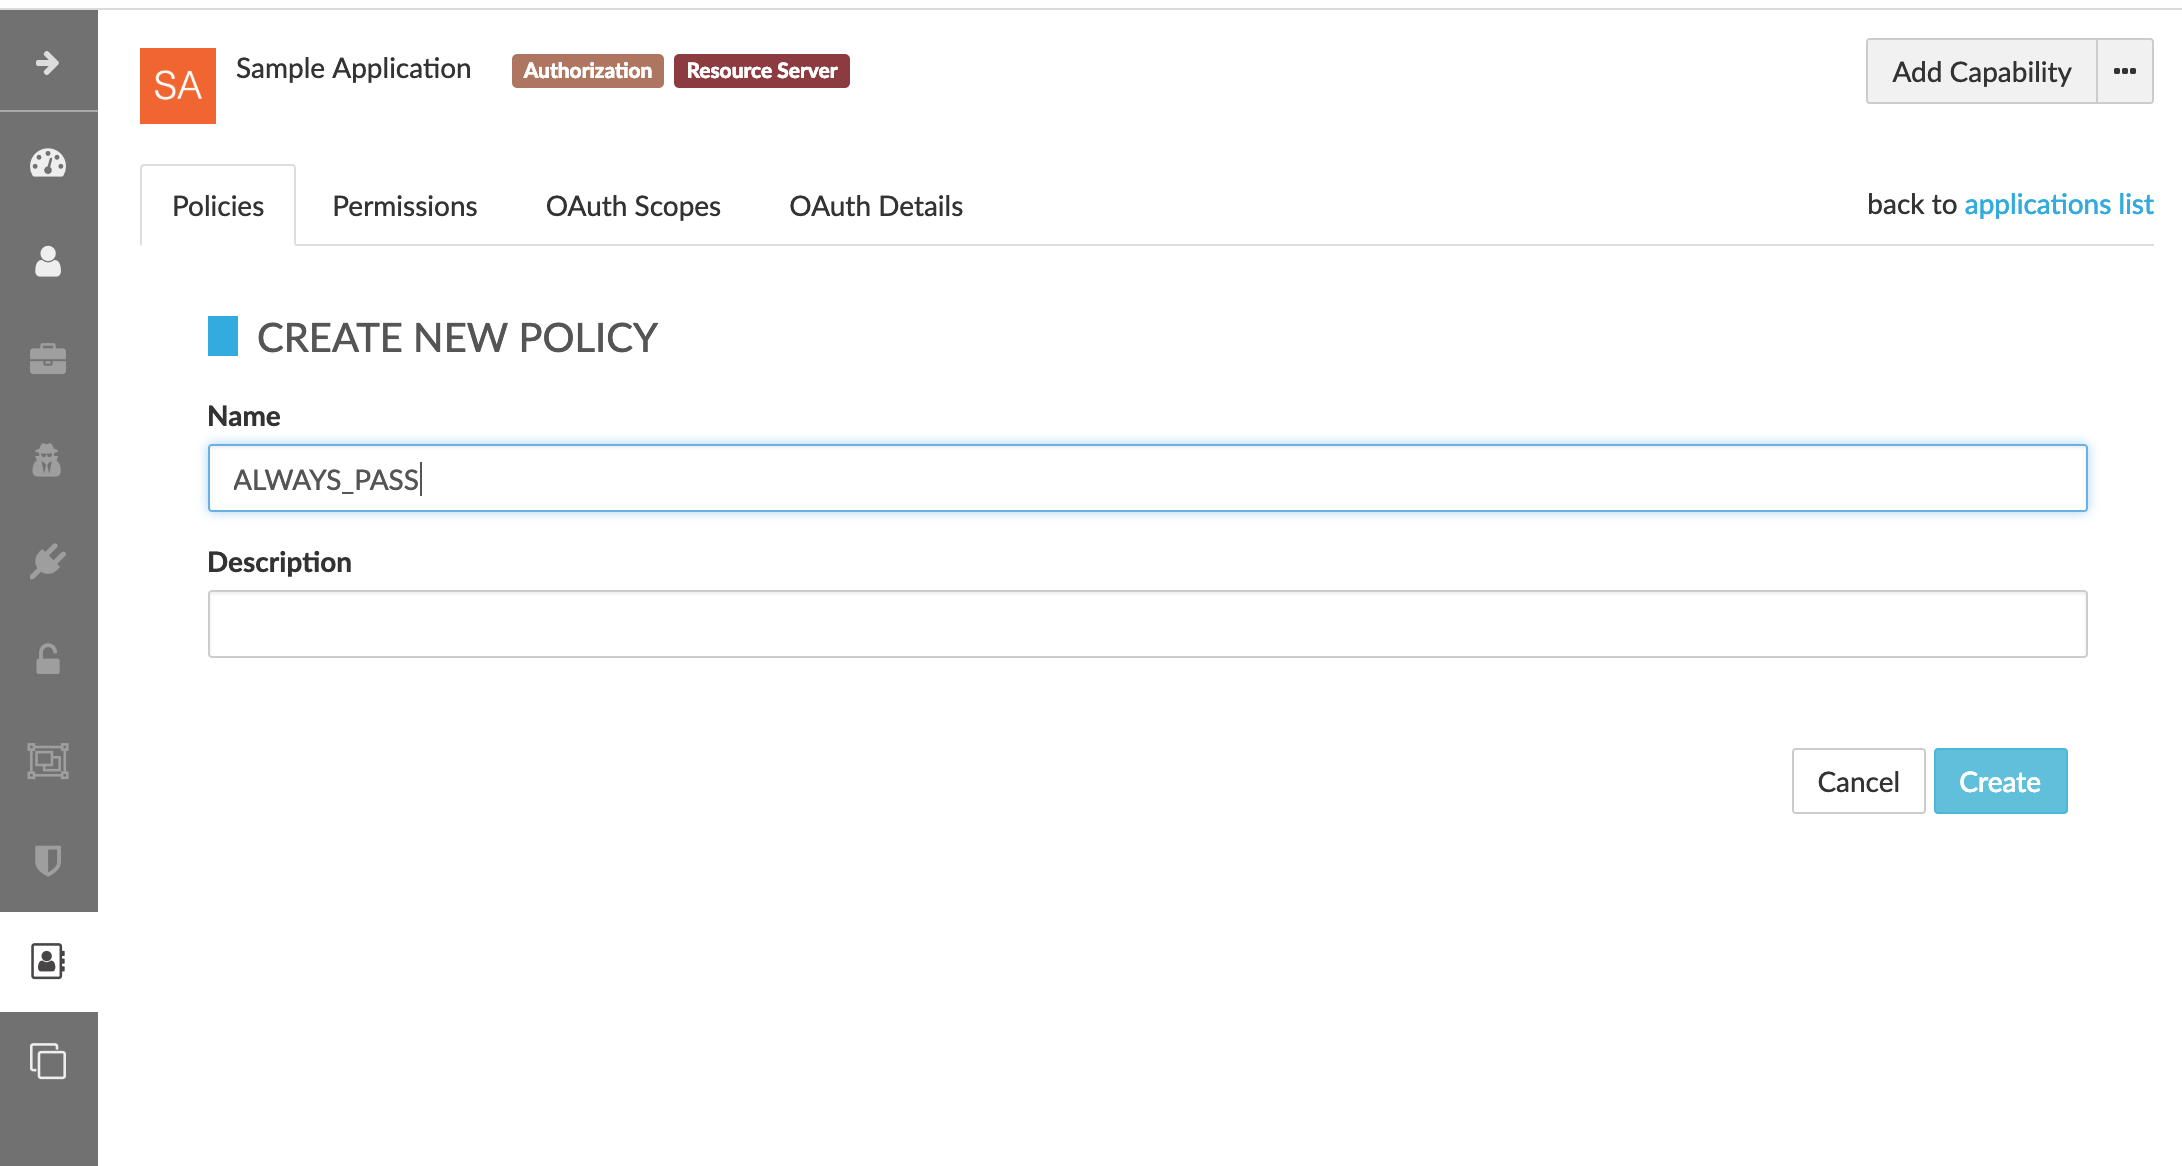 SA
Sample Application
Authorization
Resource Server
Add Capability
Policies
Permissions
OAuth Scopes
OAuth Details
back to applications list
CREATE NEW POLICY
Name
ALWAYS_PASS
Description
Cancel
Create